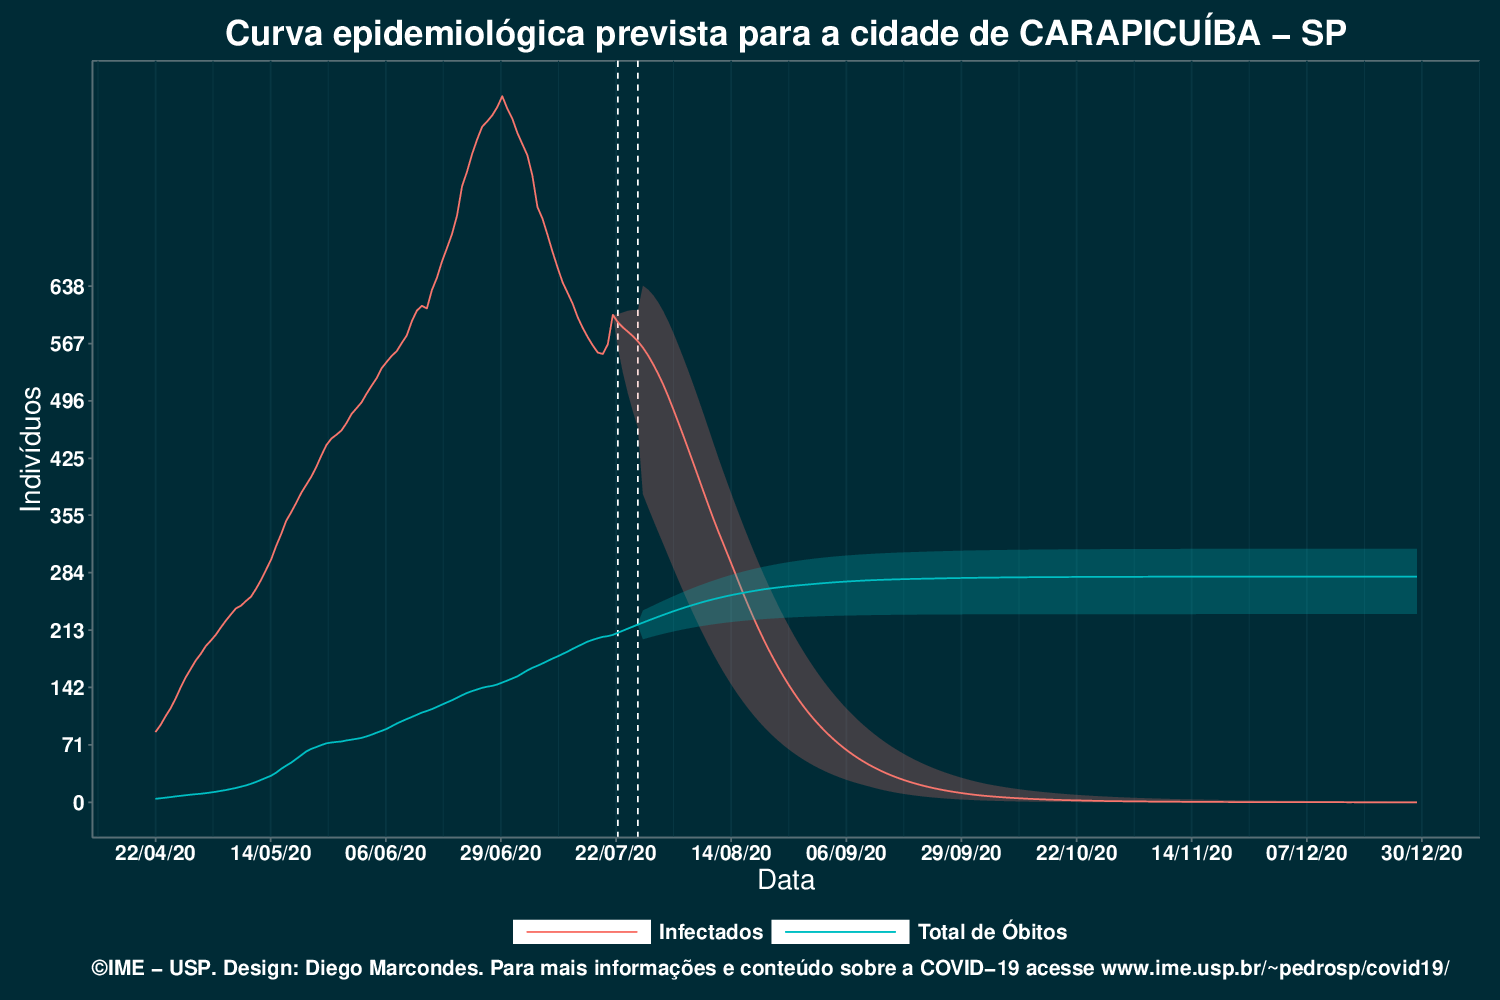 Curva epidemiológica prevista para a cidade de CARAPICUÍBA – SP
Indivíduos
638
567
496
425
355
284
213
142
71
0
22/04/20 14/05/20 06/06/20 29/06/20 22/07/20 14/08/20 06/09/20 29/09/20 22/10/20 14/11/20 07/12/20 30/12/20
Data
Infectados Total de Óbitos
©IME – USP. Design: Diego Marcondes. Para mais informações e conteúdo sobre a COVID–19 acesse www.ime.usp.br/~pedrosp/covid19/